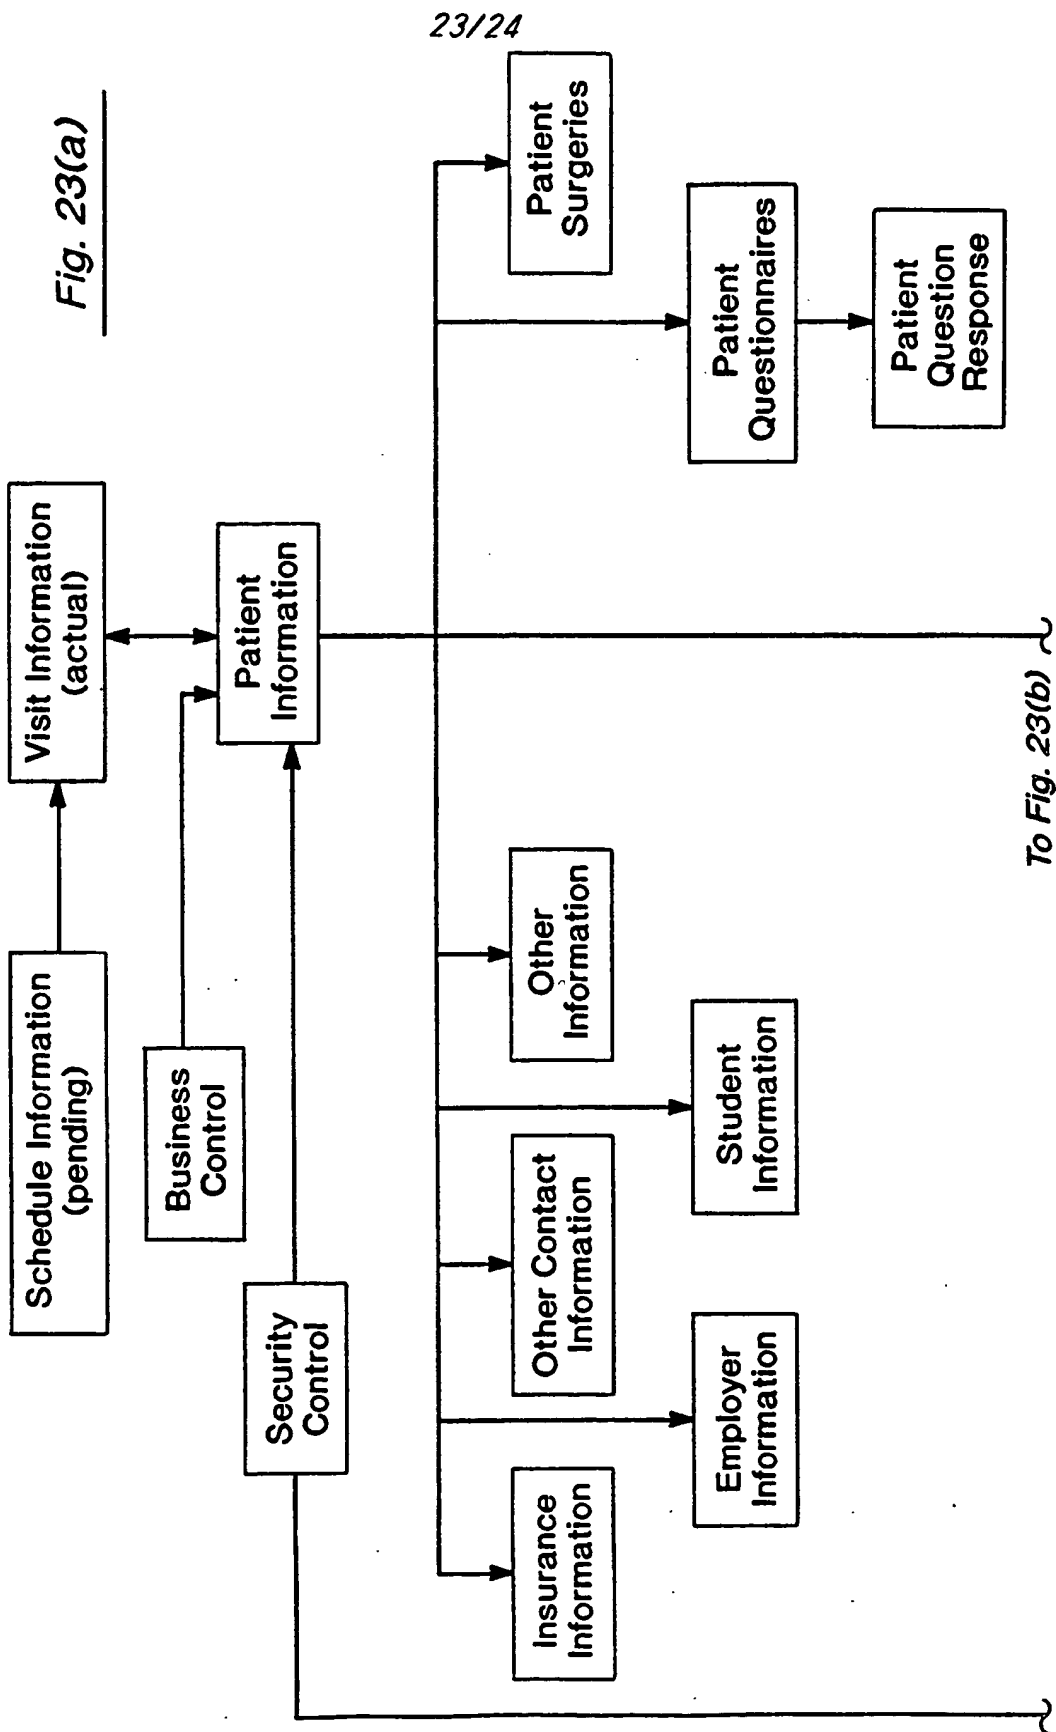 23/24
Fig. 23(a)
Schedule Information
(pending)
Visit Information
(actual)
Business
Control
Patient
Information
Security
Control
Insurance
Information
Other Contact
Information
Other
Information
Patient
Surgeries
Employer
Information
Student
Information
Patient
Questionnaires
Patient
Question
Response
To Fig. 23(b)